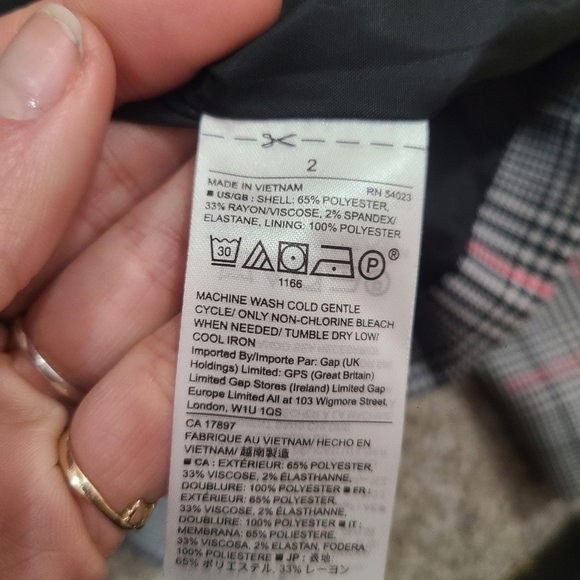 2
MADE IN VIETNAM RN 54023
■ US/GB : SHELL: 65% POLYESTER,
33% RAYON/VISCOSE, 2% SPANDEX/
ELASTANE, LINING: 100% POLYESTER
30 P ®
1166
MACHINE WASH COLD GENTLE
CYCLE/ ONLY NON-CHLORINE BLEACH
WHEN NEEDED/ TUMBLE DRY LOW/
COOL IRON
Imported By/Importe Par: Gap (UK
Holdings) Limited: GPS (Great Britain)
Limited Gap Stores (Ireland) Limited Gap
Europe Limited All at 103 Wigmore Street,
London, W1U 1QS
CA 17897
FABRIQUE AU VIETNAM/ HECHO EN
VIETNAM/ 越南製造
■ CA : EXTÉRIEUR: 65% POLYESTER,
33% VISCOSE, 2% ÉLASTHANNE,
DOUBLURE: 100% POLYESTER ■ FR :
EXTÉRIEUR: 65% POLYESTER,
33% VISCOSE, 2% ÉLASTHANNE,
DOUBLURE: 100% POLYESTER ■ IT :
MEMBRANA: 65% POLIESTERE,
33% VISCOSA, 2% ELASTAN, FODERA:
100% POLIESTERE ■ JP : 表地:
65% ポリエステル, 33% レーヨン